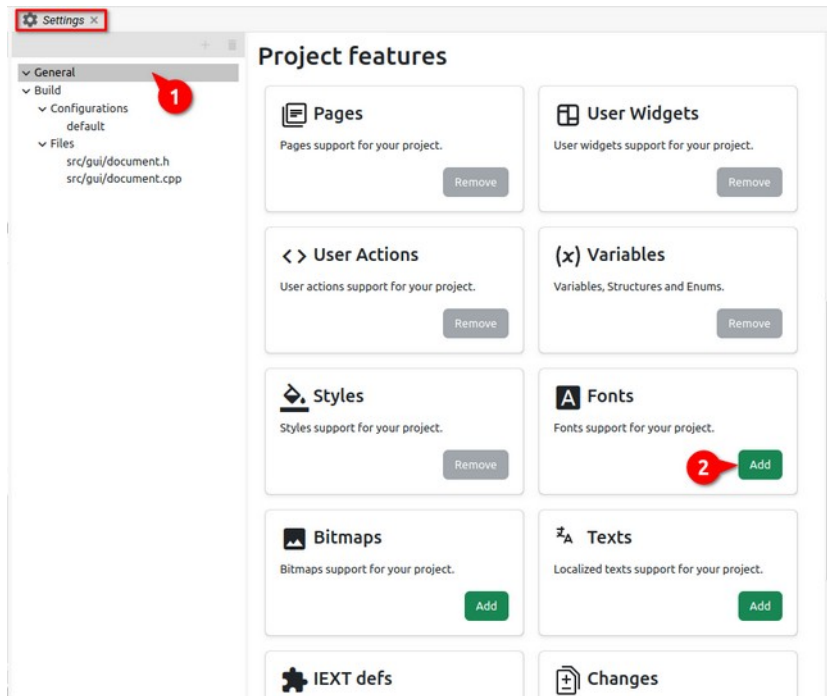 Settings ×
General
1
Build
Configurations
default
Files
src/gui/document.h
src/gui/document.cpp
Project features
Pages
Pages support for your project.
Remove
User Widgets
User widgets support for your project.
Remove
User Actions
User actions support for your project.
Remove
(x) Variables
Variables, Structures and Enums.
Remove
Styles
Styles support for your project.
Remove
A Fonts
Fonts support for your project.
2
Add
Bitmaps
Bitmaps support for your project.
Add
Texts
Localized texts support for your project.
Add
IEXT defs
Changes